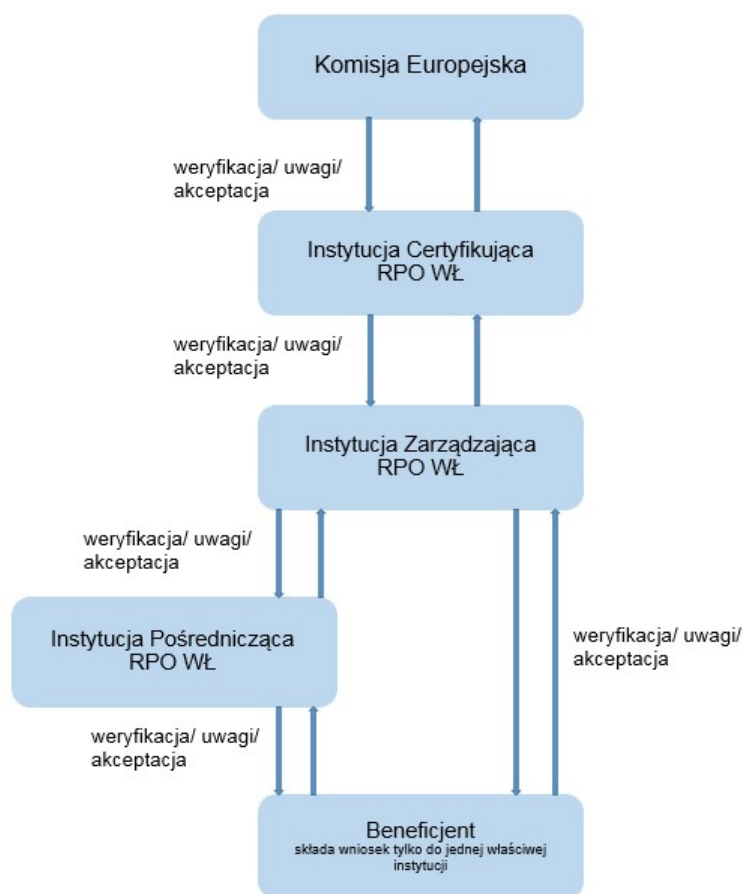 Komisja Europejska
weryfikacja/ uwagi/
akceptacja
Instytucja Certyfikująca
RPO WŁ
weryfikacja/ uwagi/
akceptacja
Instytucja Zarządzająca
RPO WŁ
weryfikacja/ uwagi/
akceptacja
Instytucja Pośrednicząca
RPO WŁ
weryfikacja/ uwagi/
akceptacja
weryfikacja/ uwagi/
akceptacja
Beneficjent
składa wniosek tylko do jednej właściwej
instytucji